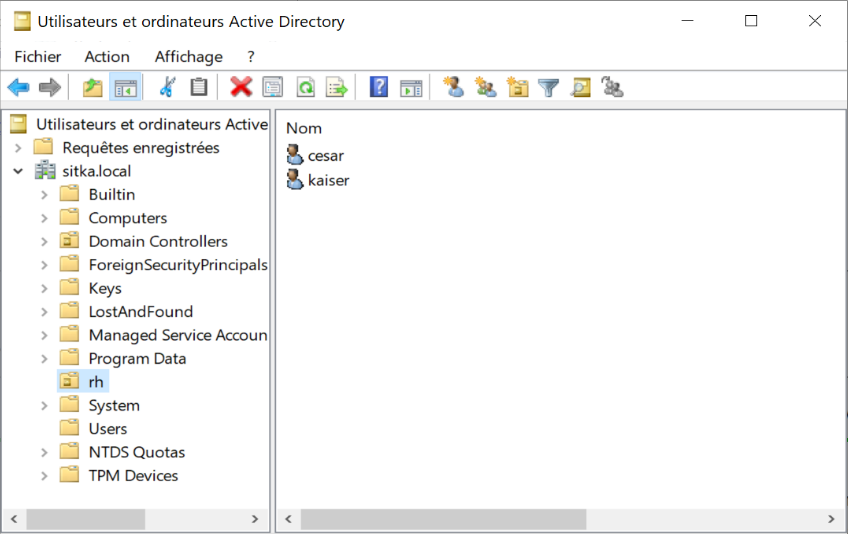 Utilisateurs et ordinateurs Active Directory
Fichier Action Affichage ?
Utilisateurs et ordinateurs Active
Requêtes enregistrées
sitka.local
Builtin
Computers
Domain Controllers
ForeignSecurityPrincipals
Keys
LostAndFound
Managed Service Accoun
Program Data
rh
System
Users
NTDS Quotas
TPM Devices
Nom
cesar
kaiser